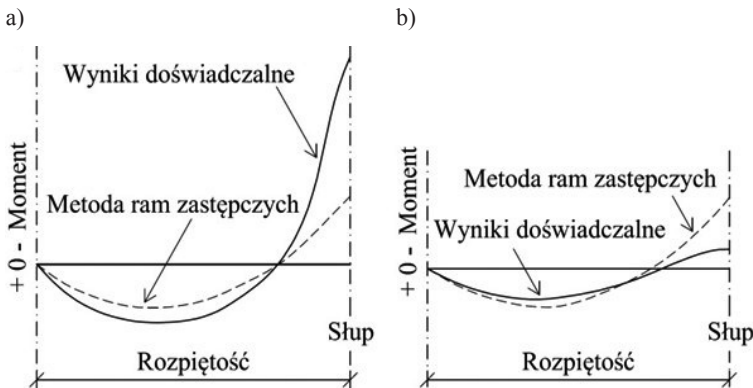 a)
Wyniki doświadczalne
Metoda ram zastępczych
+ 0 - Moment
Słup
Rozpiętość
b)
Metoda ram zastępczych
Wyniki doświadczalne
+ 0 - Moment
Słup
Rozpiętość